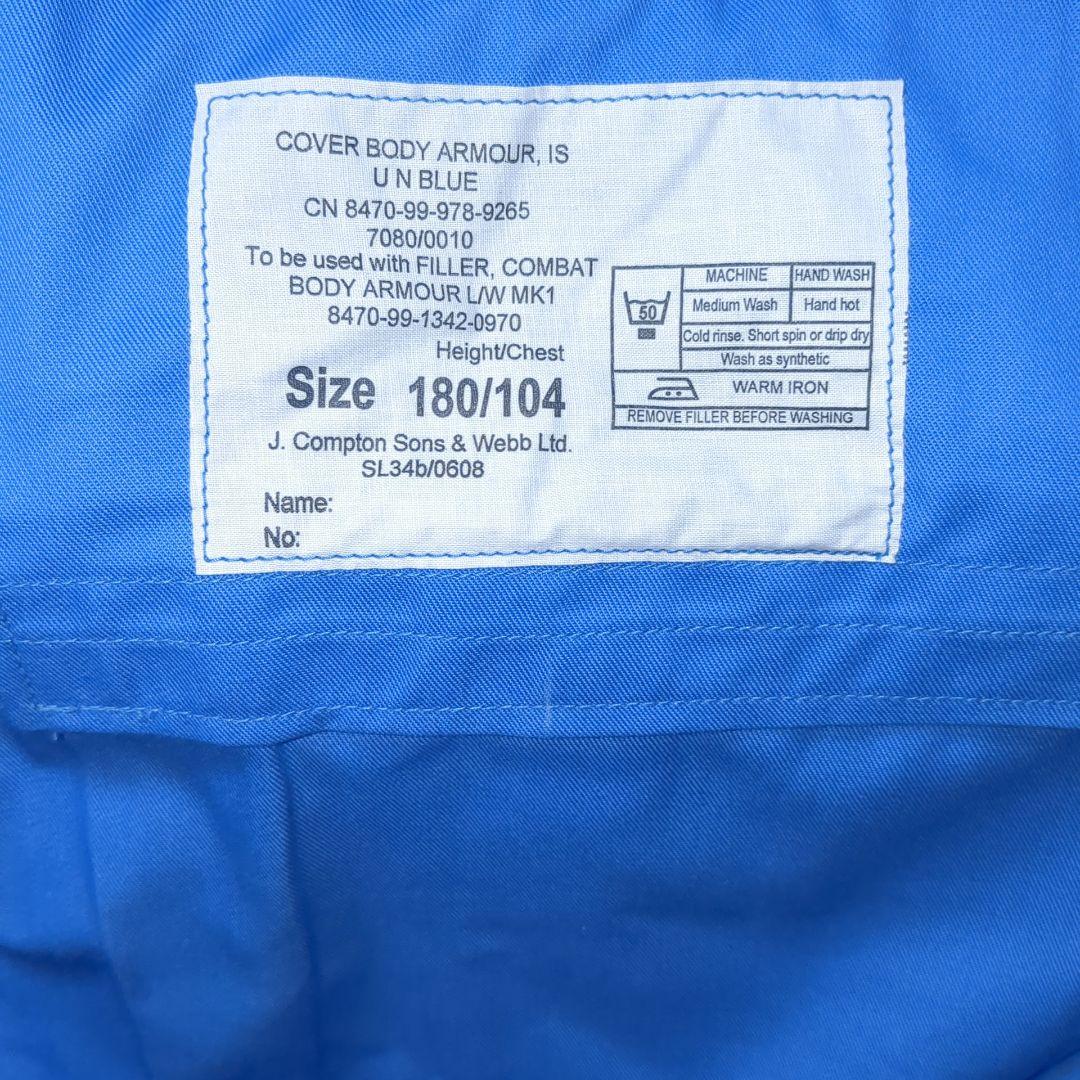 COVER BODY ARMOUR, IS
U N BLUE
CN 8470-99-978-9265
7080/0010
To be used with FILLER, COMBAT
BODY ARMOUR L/W MK1
8470-99-1342-0970
Height/Chest
Size 180/104
J. Compton Sons & Webb Ltd.
SL34b/0608
Name:
No:
50
MACHINE HAND WASH
Medium Wash Hand hot
Cold rinse. Short spin or drip dry
Wash as synthetic
WARM IRON
REMOVE FILLER BEFORE WASHING